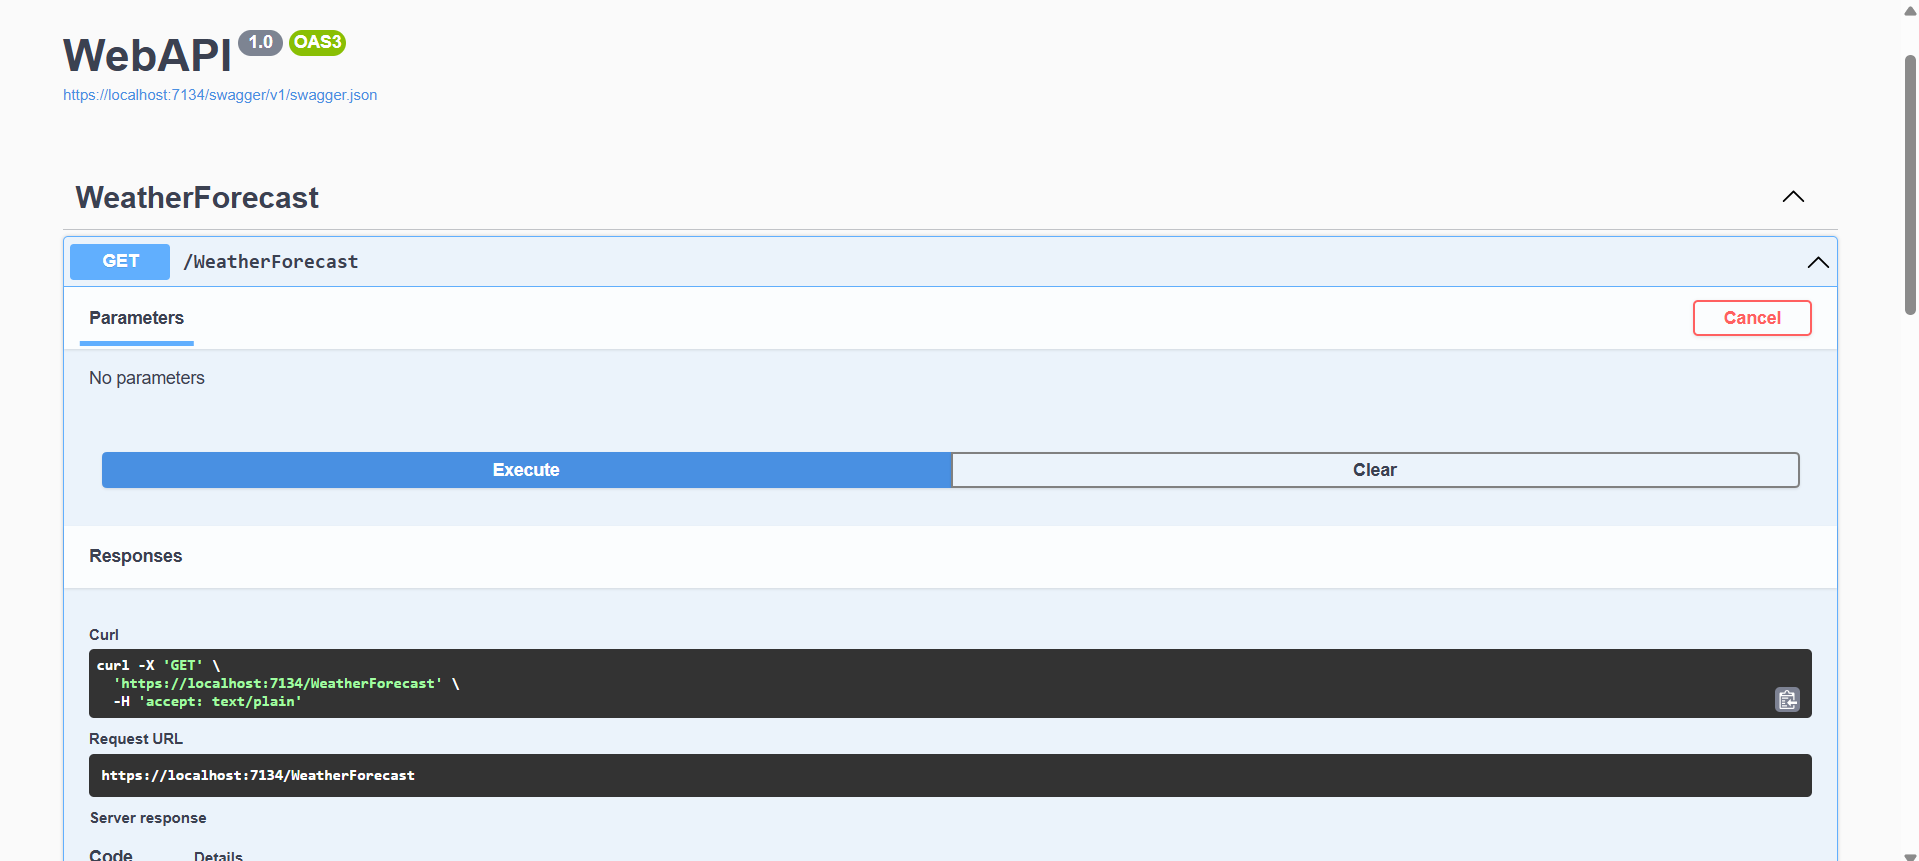 WebAPI 1.0 OAS3
https://localhost:7134/swagger/v1/swagger.json
WeatherForecast
GET /WeatherForecast
Parameters
Cancel
No parameters
Execute
Clear
Responses
Curl
curl -X 'GET' \
'https://localhost:7134/WeatherForecast' \
-H 'accept: text/plain'
Request URL
https://localhost:7134/WeatherForecast
Server response
Code Details